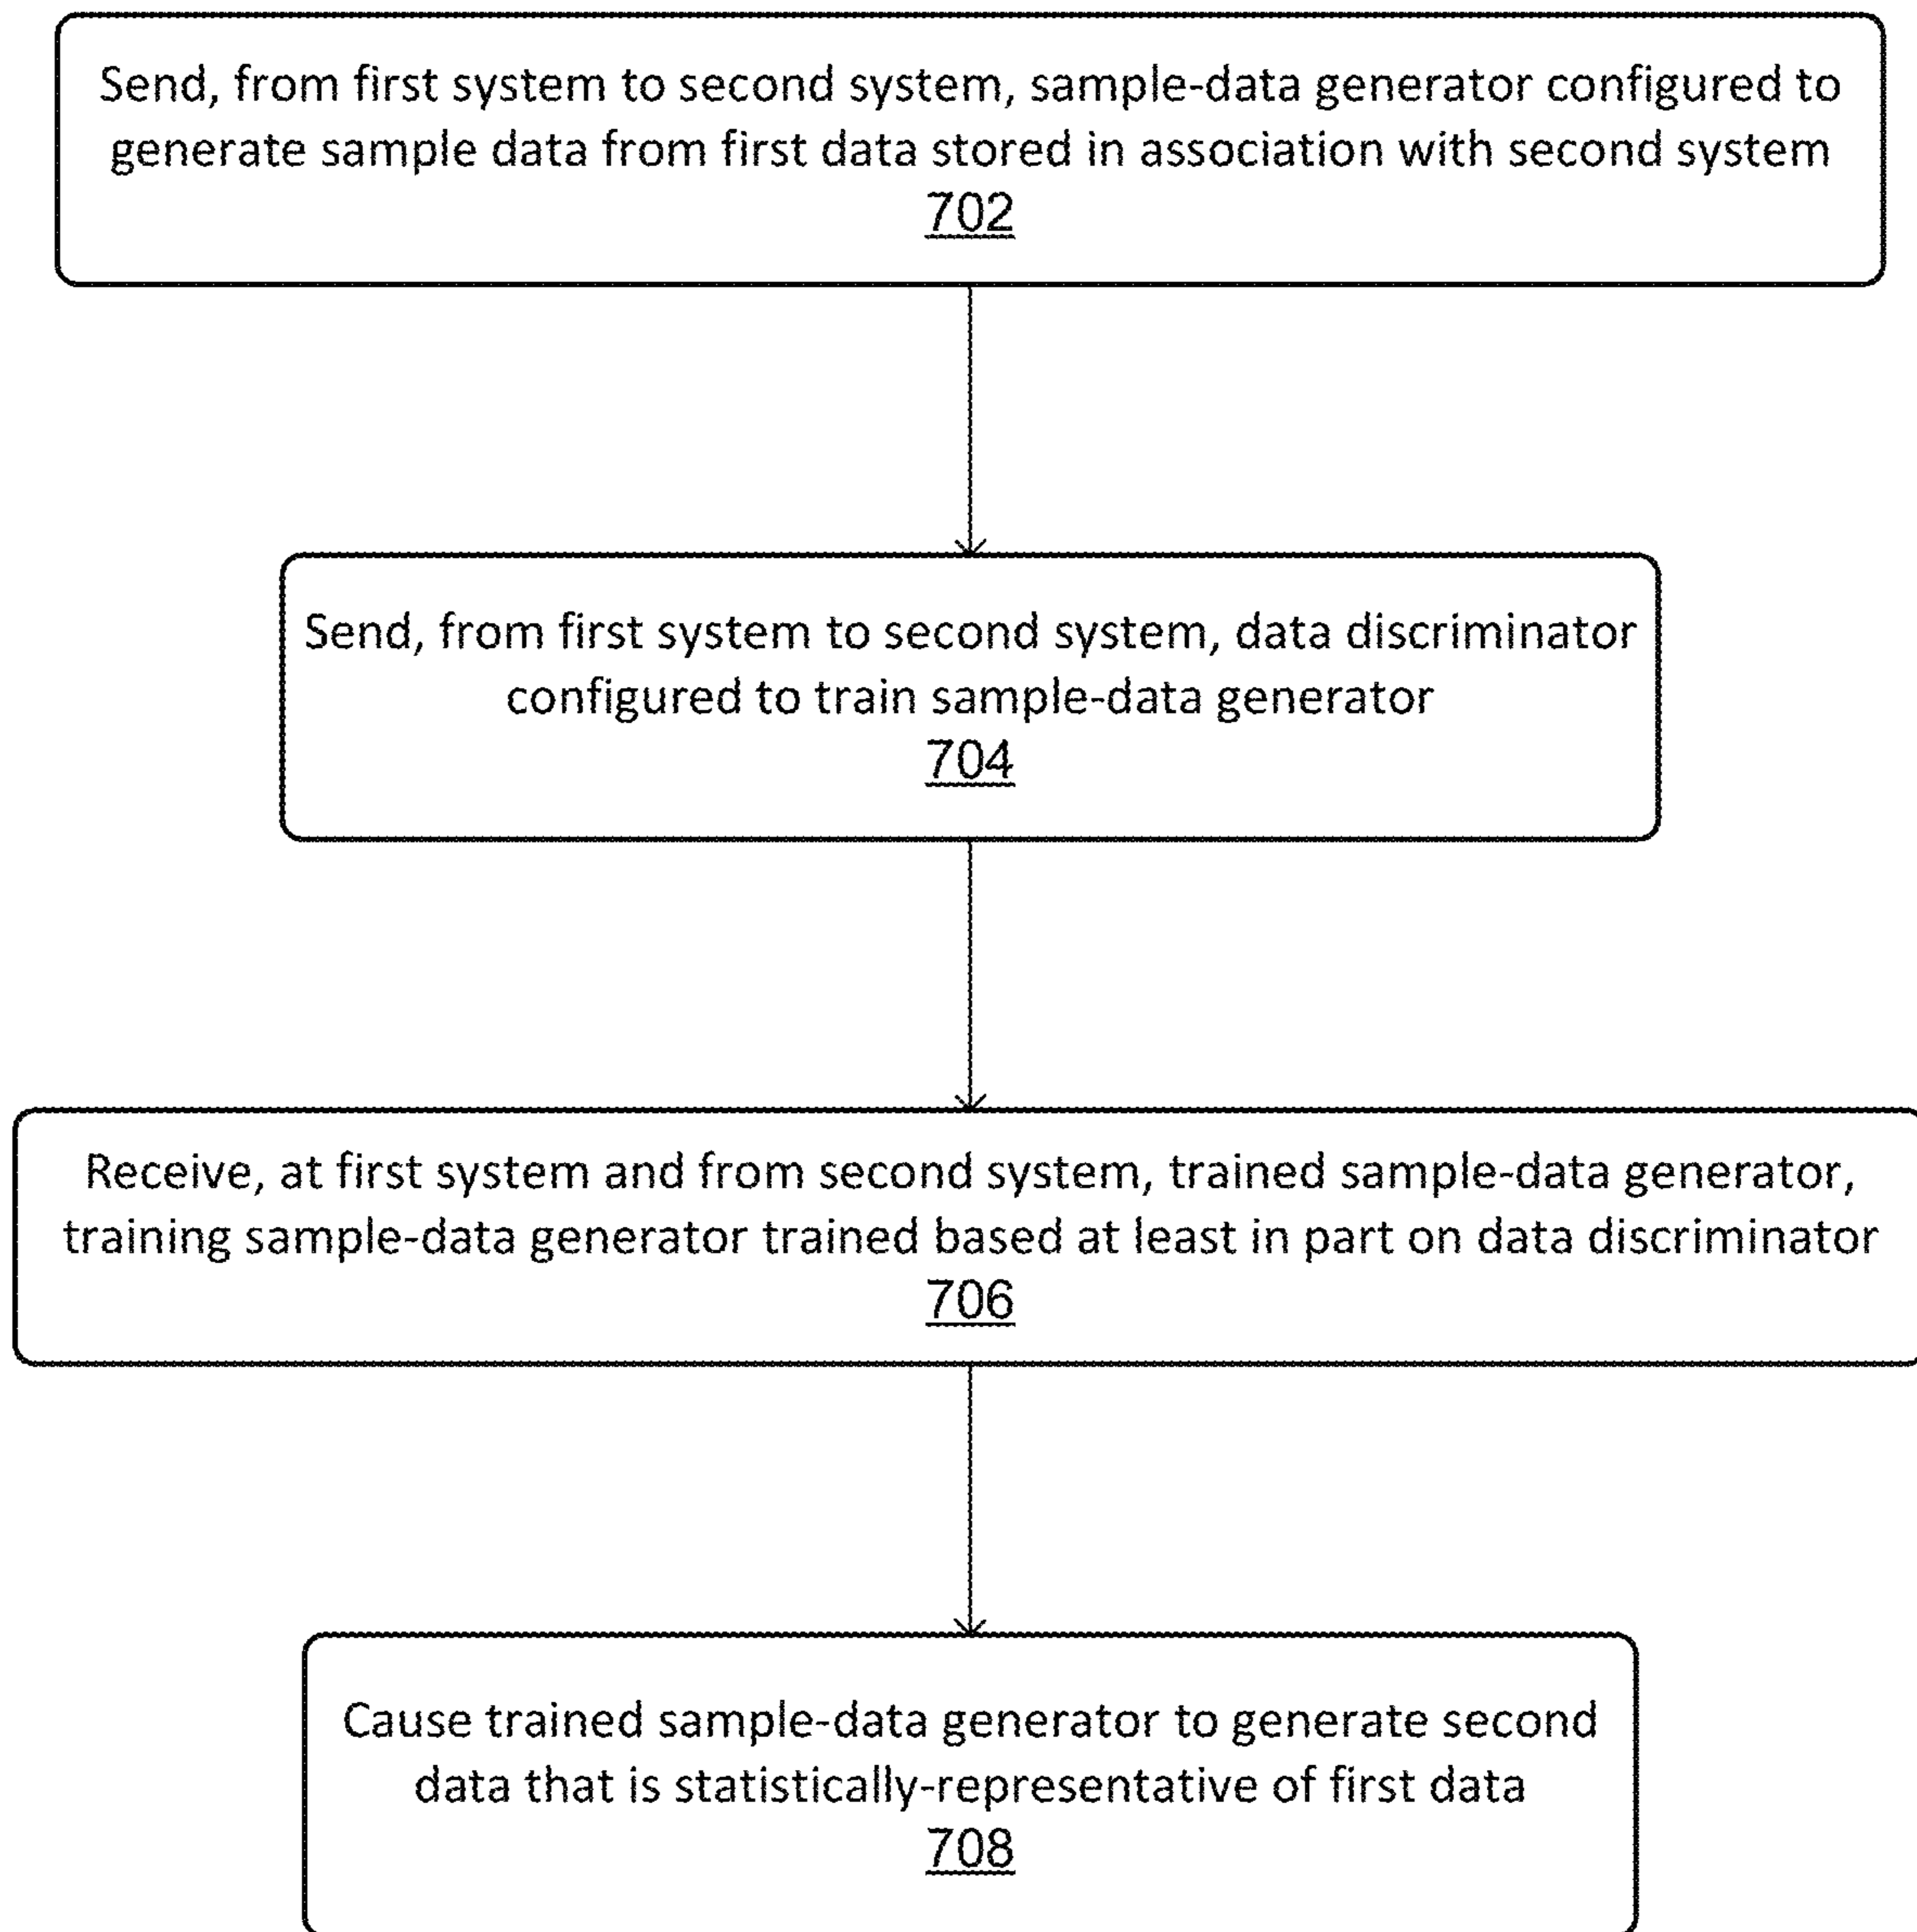 Send, from first system to second system, sample-data generator configured to
generate sample data from first data stored in association with second system
702
Send, from first system to second system, data discriminator
configured to train sample-data generator
704
Receive, at first system and from second system, trained sample-data generator,
training sample-data generator trained based at least in part on data discriminator
706
Cause trained sample-data generator to generate second
data that is statistically-representative of first data
708